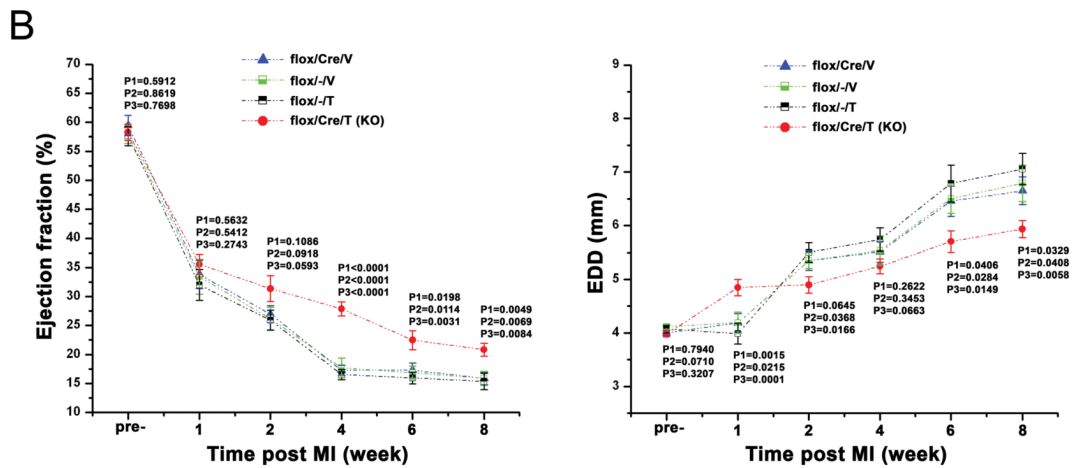 B
Ejection fraction (%)
70
65
60
55
50
45
40
35
30
25
20
15
10
flox/Cre/V
flox/-/V
flox/-/T
flox/Cre/T (KO)
P1=0.5912
P2=0.8619
P3=0.7698
P1=0.5632
P2=0.5412
P3=0.2743
P1=0.1086
P2=0.0918
P3=0.0593
P1<0.0001
P2<0.0001
P3<0.0001
P1=0.0198
P2=0.0114
P3=0.0031
P1=0.0049
P2=0.0069
P3=0.0084
pre- 1 2 4 6 8
Time post MI (week)
EDD (mm)
9
8
7
6
5
4
3
flox/Cre/V
flox/-/V
flox/-/T
flox/Cre/T (KO)
P1=0.7940
P2=0.0710
P3=0.3207
P1=0.0015
P2=0.0215
P3=0.0001
P1=0.0645
P2=0.0368
P3=0.0166
P1=0.2622
P2=0.3453
P3=0.0663
P1=0.0406
P2=0.0284
P3=0.0149
P1=0.0329
P2=0.0408
P3=0.0058
pre- 1 2 4 6 8
Time post MI (week)